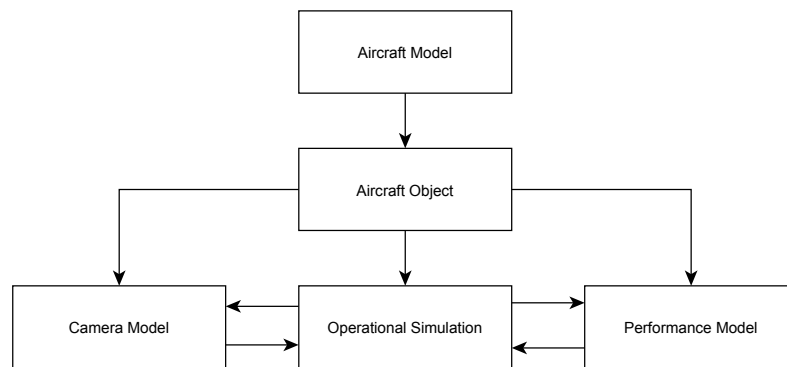 Aircraft Model
Aircraft Object
Camera Model
Operational Simulation
Performance Model